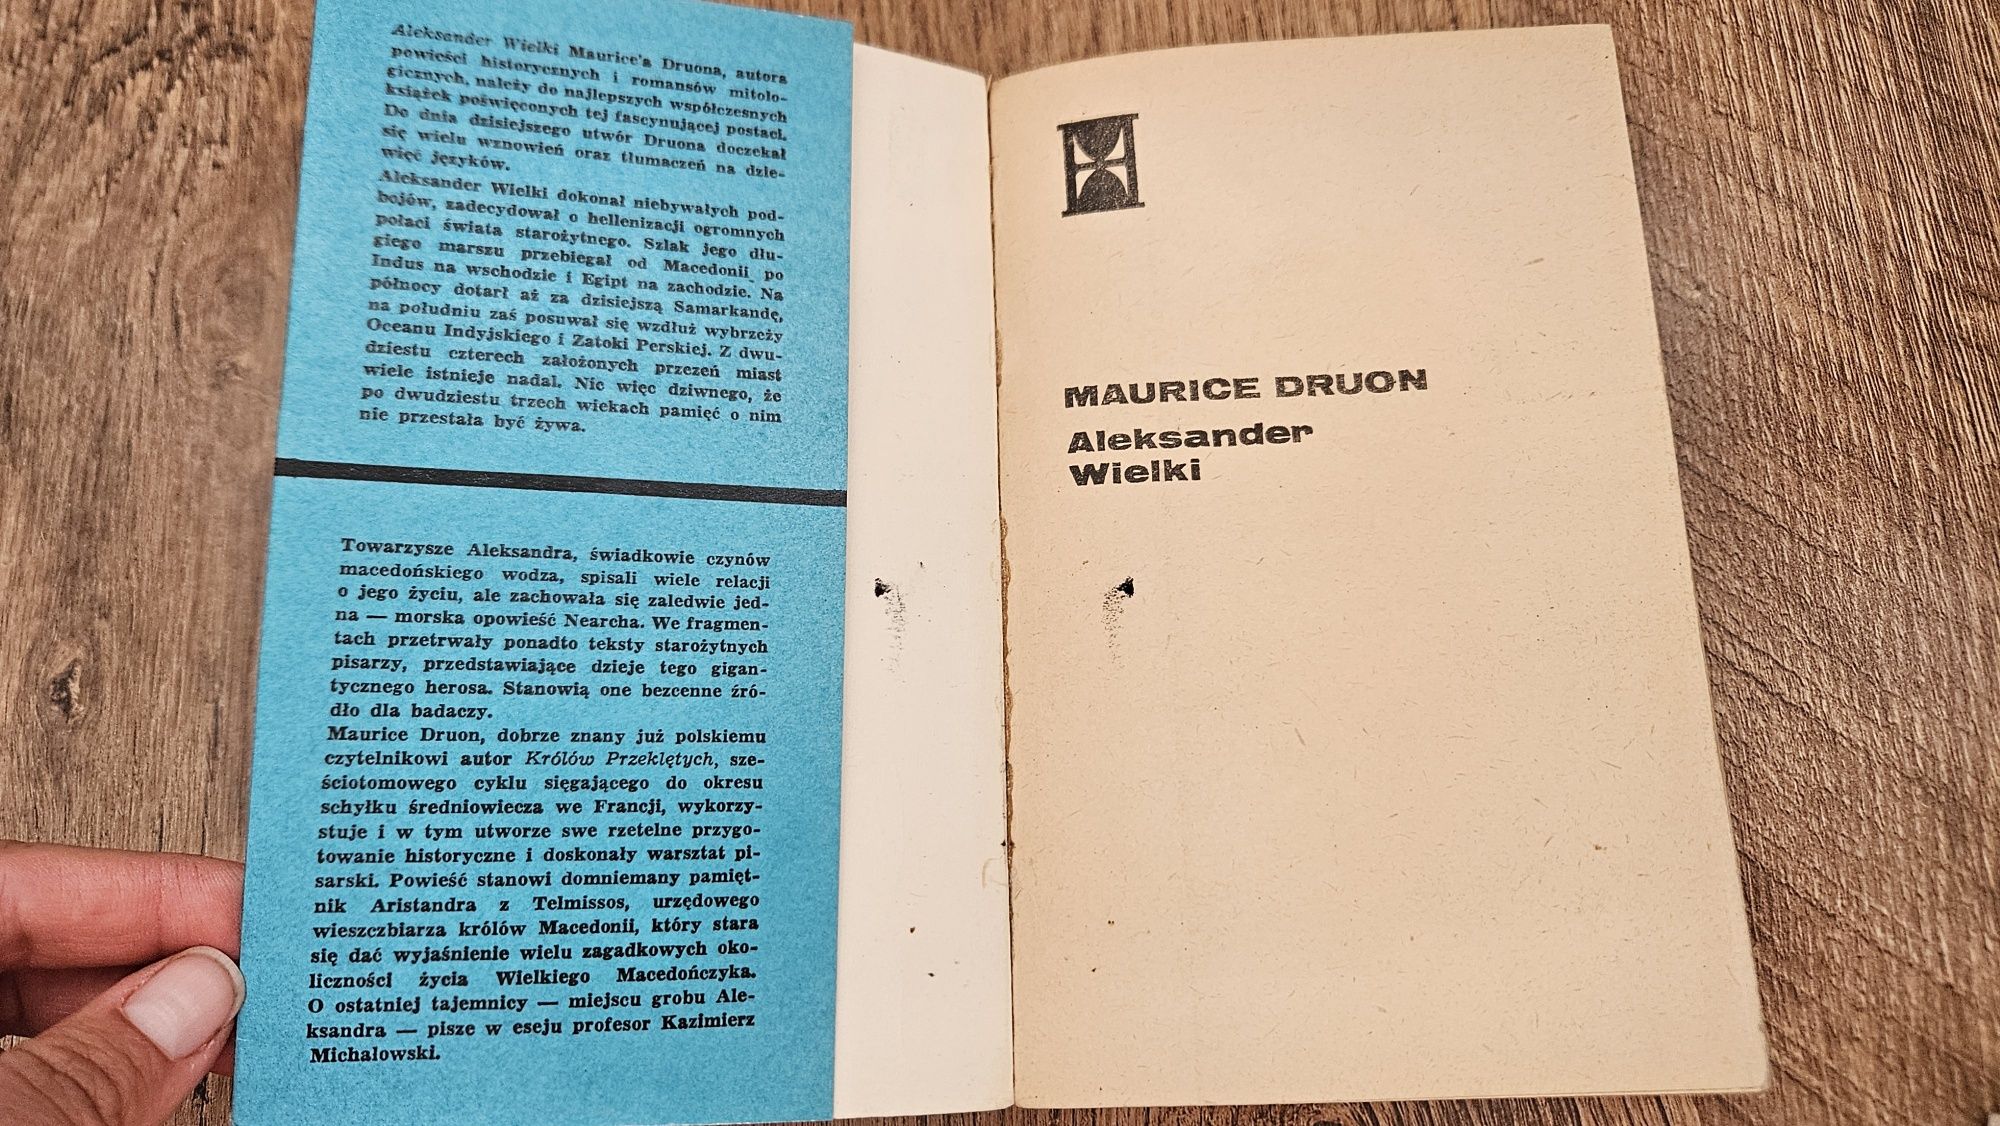 Aleksander Wielki Maurice'a Druona, autora
powieści historycznych i romansów mitolo-
gicznych, należy do najlepszych współczesnych
książek poświęconych tej fascynującej postaci.
Do dnia dzisiejszego utwór Druona doczekał
się wielu wznowień oraz tłumaczeń na dzie-
więć języków.
Aleksander Wielki dokonał niebywałych pod-
bojów, zadecydował o hellenizacji ogromnych
połaci świata starożytnego. Szlak jego dłu-
giego marszu przebiegał od Macedonii po
Indus na wschodzie i Egipt na zachodzie. Na
północy dotarł aż za dzisiejszą Samarkandę,
na południu zaś posuwał się wzdłuż wybrzeży
Oceanu Indyjskiego i Zatoki Perskiej. Z dwu-
dziestu czterech założonych przezeń miast
wiele istnieje nadal. Nic więc dziwnego, że
po dwudziestu trzech wiekach pamięć o nim
nie przestała być żywa.
Towarzysze Aleksandra, świadkowie czynów
macedońskiego wodza, spisali wiele relacji
o jego życiu, ale zachowała się zaledwie jed-
na — morska opowieść Nearcha. We fragmen-
tach przetrwały ponadto teksty starożytnych
pisarzy, przedstawiające dzieje tego gigan-
tycznego herosa. Stanowią one bezcenne źró-
dło dla badaczy.
Maurice Druon, dobrze znany już polskiemu
czytelnikowi autor Królów Przeklętych, sze-
ściotomowego cyklu sięgającego do okresu
schyłku średniowiecza we Francji, wykorzy-
stuje i w tym utworze swe rzetelne przygo-
towanie historyczne i doskonały warsztat pi-
sarski. Powieść stanowi domniemany pamięt-
nik Aristandra z Telmissos, urzędowego
wieszczbiarza królów Macedonii, który stara
się dać wyjaśnienie wielu zagadkowych oko-
liczności życia Wielkiego Macedończyka.
O ostatniej tajemnicy — miejscu grobu Ale-
ksandra — pisze w eseju profesor Kazimierz
Michałowski.
MAURICE DRUON
Aleksander
Wielki